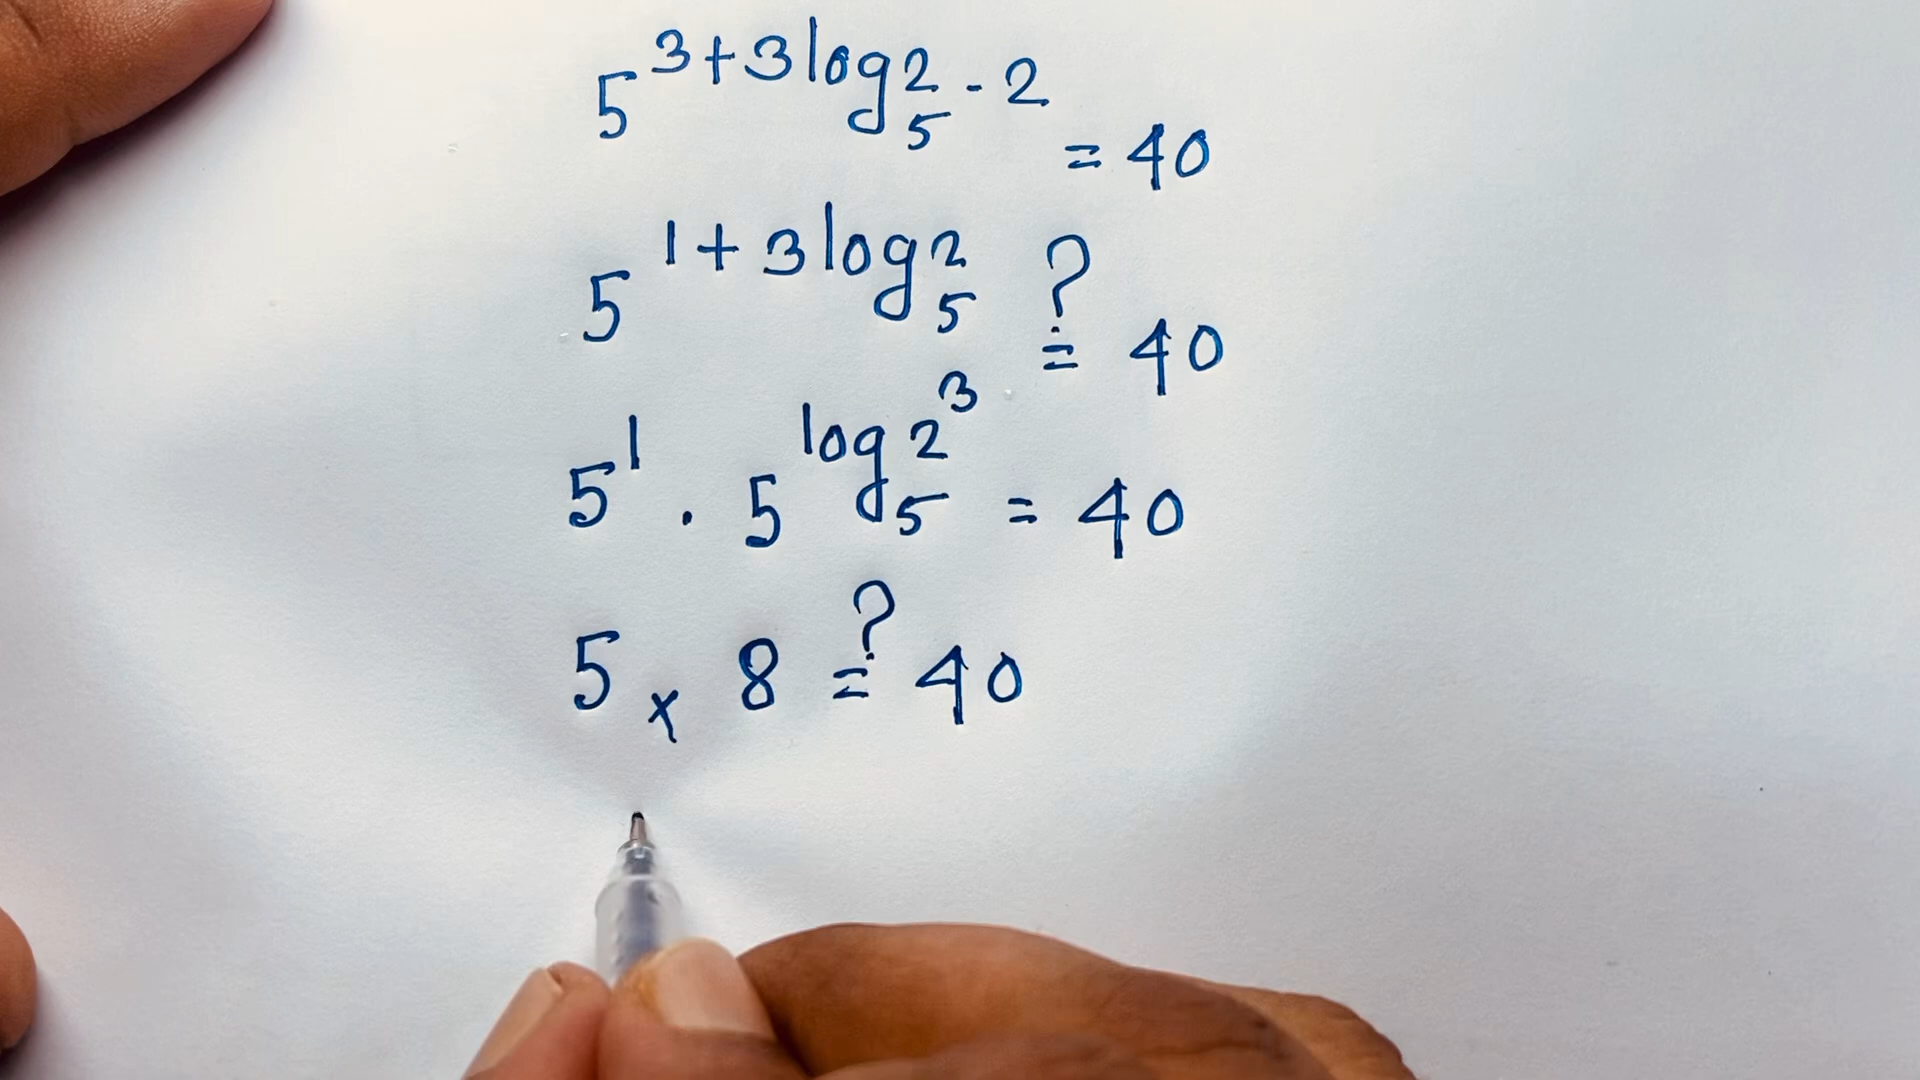 5^{3+3log_5 2-2} = 40
5^{1+3log_5 2} ?= 40
5^1 . 5^{log_5 2^3} = 40
5 x 8 ?= 40